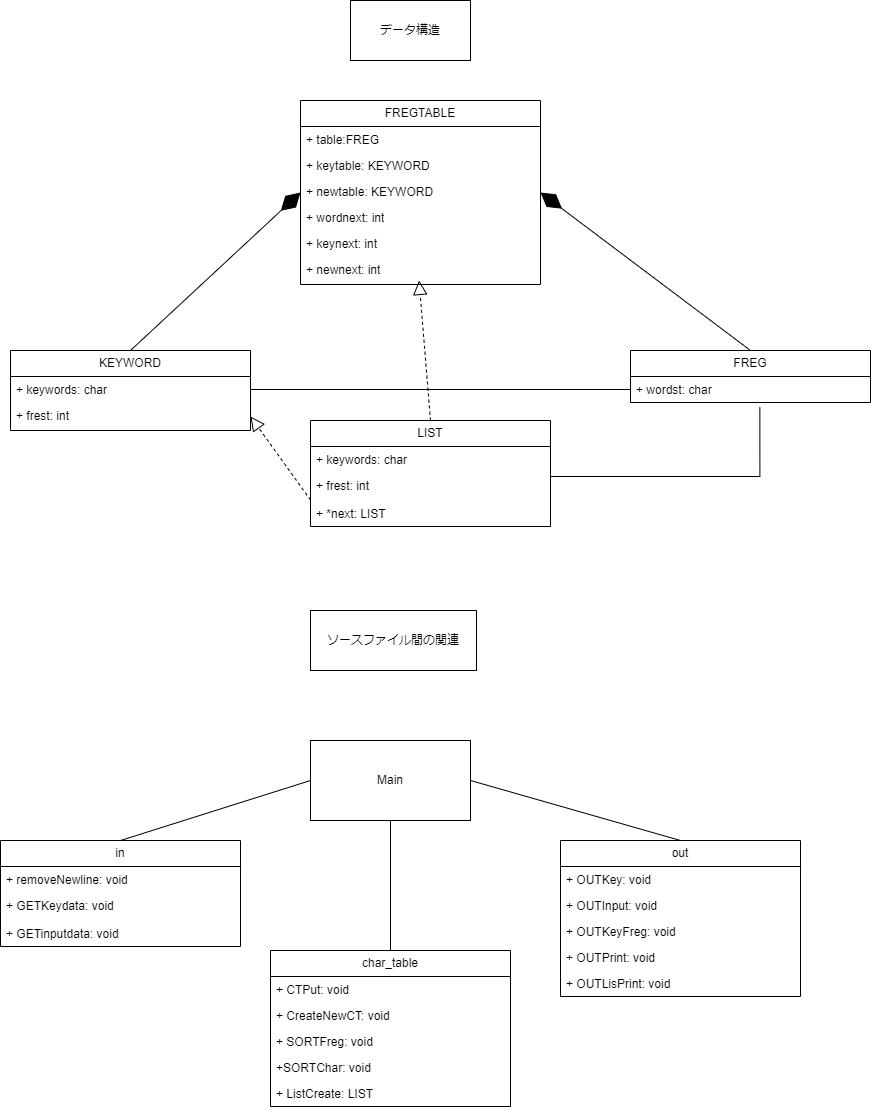 データ構造
FREGTABLE
+ table:FREG
+ keytable: KEYWORD
+ newtable: KEYWORD
+ wordnext: int
+ keynext: int
+ newnext: int
KEYWORD
+ keywords: char
+ frest: int
FREG
+ wordst: char
LIST
+ keywords: char
+ frest: int
+ *next: LIST
ソースファイル間の関連
Main
in
+ removeNewline: void
+ GETKeydata: void
+ GETinputdata: void
out
+ OUTKey: void
+ OUTInput: void
+ OUTKeyFreg: void
+ OUTPrint: void
+ OUTLisPrint: void
char_table
+ CTPut: void
+ CreateNewCT: void
+ SORTFreg: void
+SORTChar: void
+ ListCreate: LIST